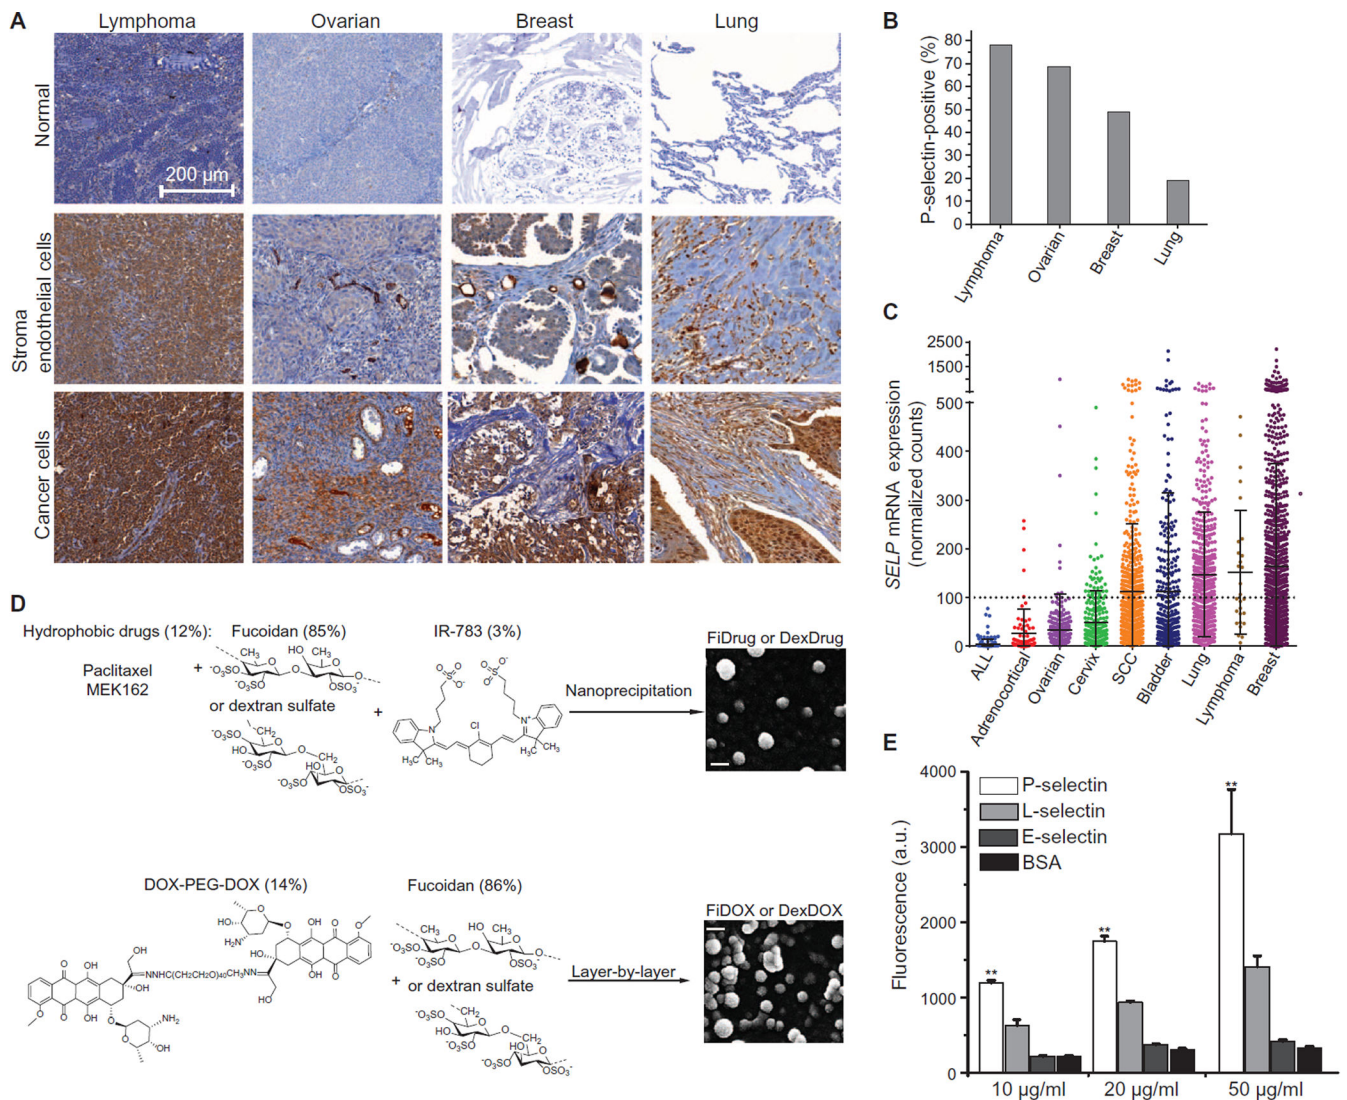 A
Lymphoma
Ovarian
Breast
Lung
Normal
200 µm
Stroma
endothelial cells
Cancer cells
B
P-selectin-positive (%)
80
70
60
50
40
30
20
10
0
Lymphoma
Ovarian
Breast
Lung
C
SELP mRNA expression
(normalized counts)
2500
1500
500
400
300
200
100
0
ALL
Adrenocortical
Ovarian
Cervix
SCC
Bladder
Lung
Lymphoma
Breast
D
Hydrophobic drugs (12%):
Paclitaxel
MEK162
+
Fucoidan (85%)
or dextran sulfate
+
IR-783 (3%)
Nanoprecipitation
FiDrug or DexDrug
DOX-PEG-DOX (14%)
+
Fucoidan (86%)
or dextran sulfate
Layer-by-layer
FiDOX or DexDOX
E
Fluorescence (a.u.)
4000
3000
2000
1000
0
P-selectin
L-selectin
E-selectin
BSA
**
**
**
10 µg/ml
20 µg/ml
50 µg/ml